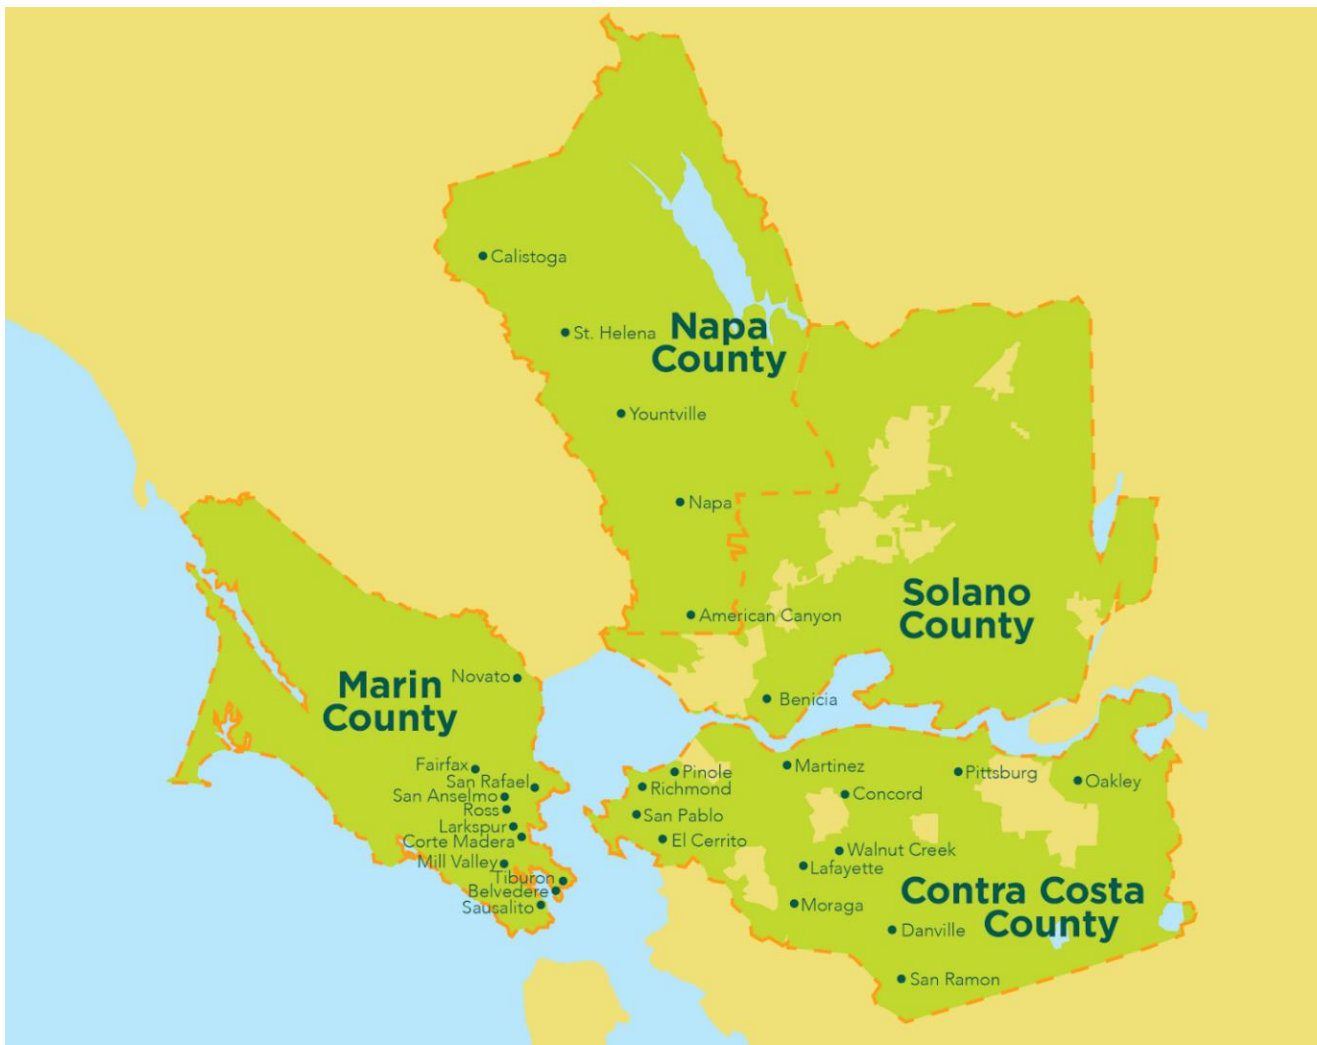 Calistoga
St. Helena
Napa
County
Yountville
Napa
American Canyon
Solano
County
Benicia
Novato
Marin
County
Fairfax
San Rafael
San Anselmo
Ross
Larkspur
Corte Madera
Mill Valley
Tiburon
Belvedere
Sausalito
Pinole
Richmond
San Pablo
El Cerrito
Martinez
Concord
Pittsburg
Oakley
Walnut Creek
Lafayette
Moraga
Contra Costa
County
Danville
San Ramon